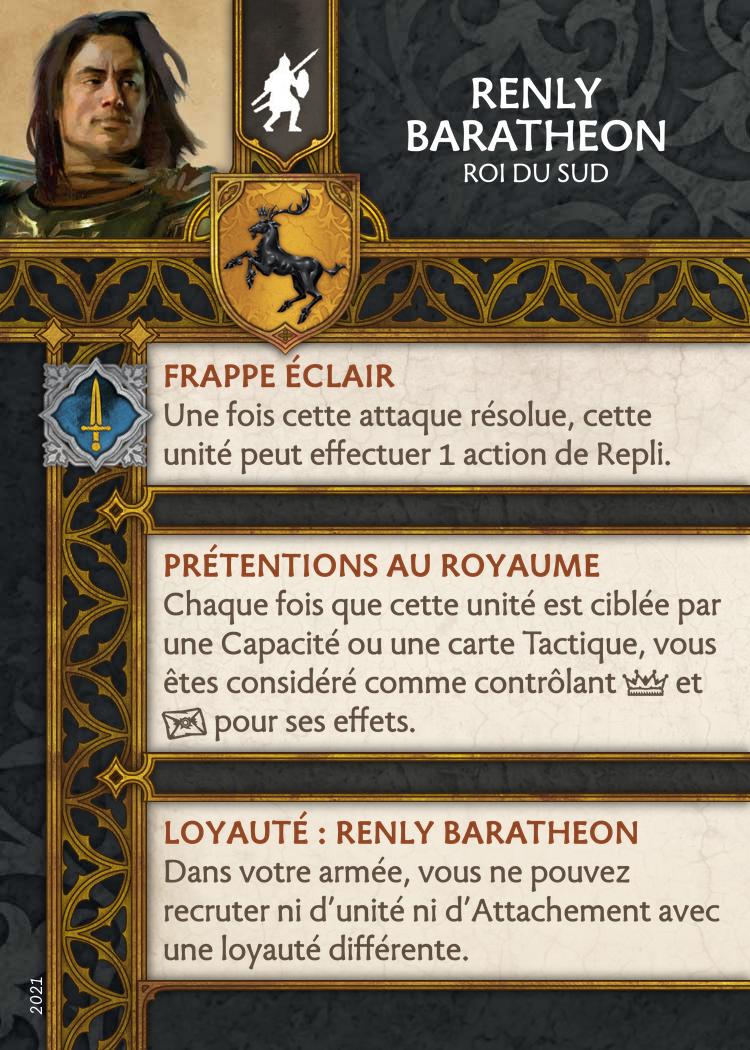 RENLY
BARATHEON
ROI DU SUD
FRAPPE ÉCLAIR
Une fois cette attaque résolue, cette
unité peut effectuer 1 action de Repli.
PRÉTENTIONS AU ROYAUME
Chaque fois que cette unité est ciblée par
une Capacité ou une carte Tactique, vous
êtes considéré comme contrôlant et
pour ses effets.
LOYAUTÉ : RENLY BARATHEON
Dans votre armée, vous ne pouvez
recruter ni d'unité ni d'Attachement avec
une loyauté différente.
2021